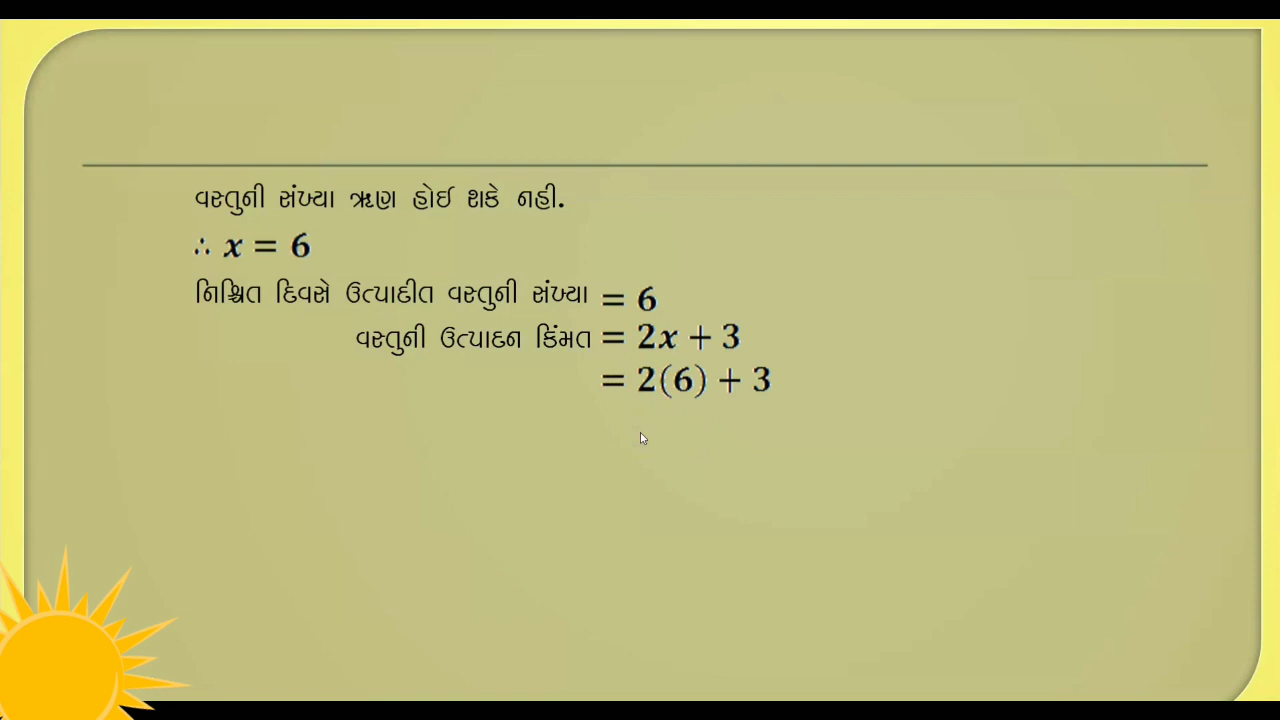 વસ્તુની સંખ્યા ઋણ હોઈ શકે નહી.
∴ x = 6
નિશ્ચિત દિવસે ઉત્પાદીત વસ્તુની સંખ્યા = 6
વસ્તુની ઉત્પાદન કિંમત = 2x + 3
= 2(6) + 3